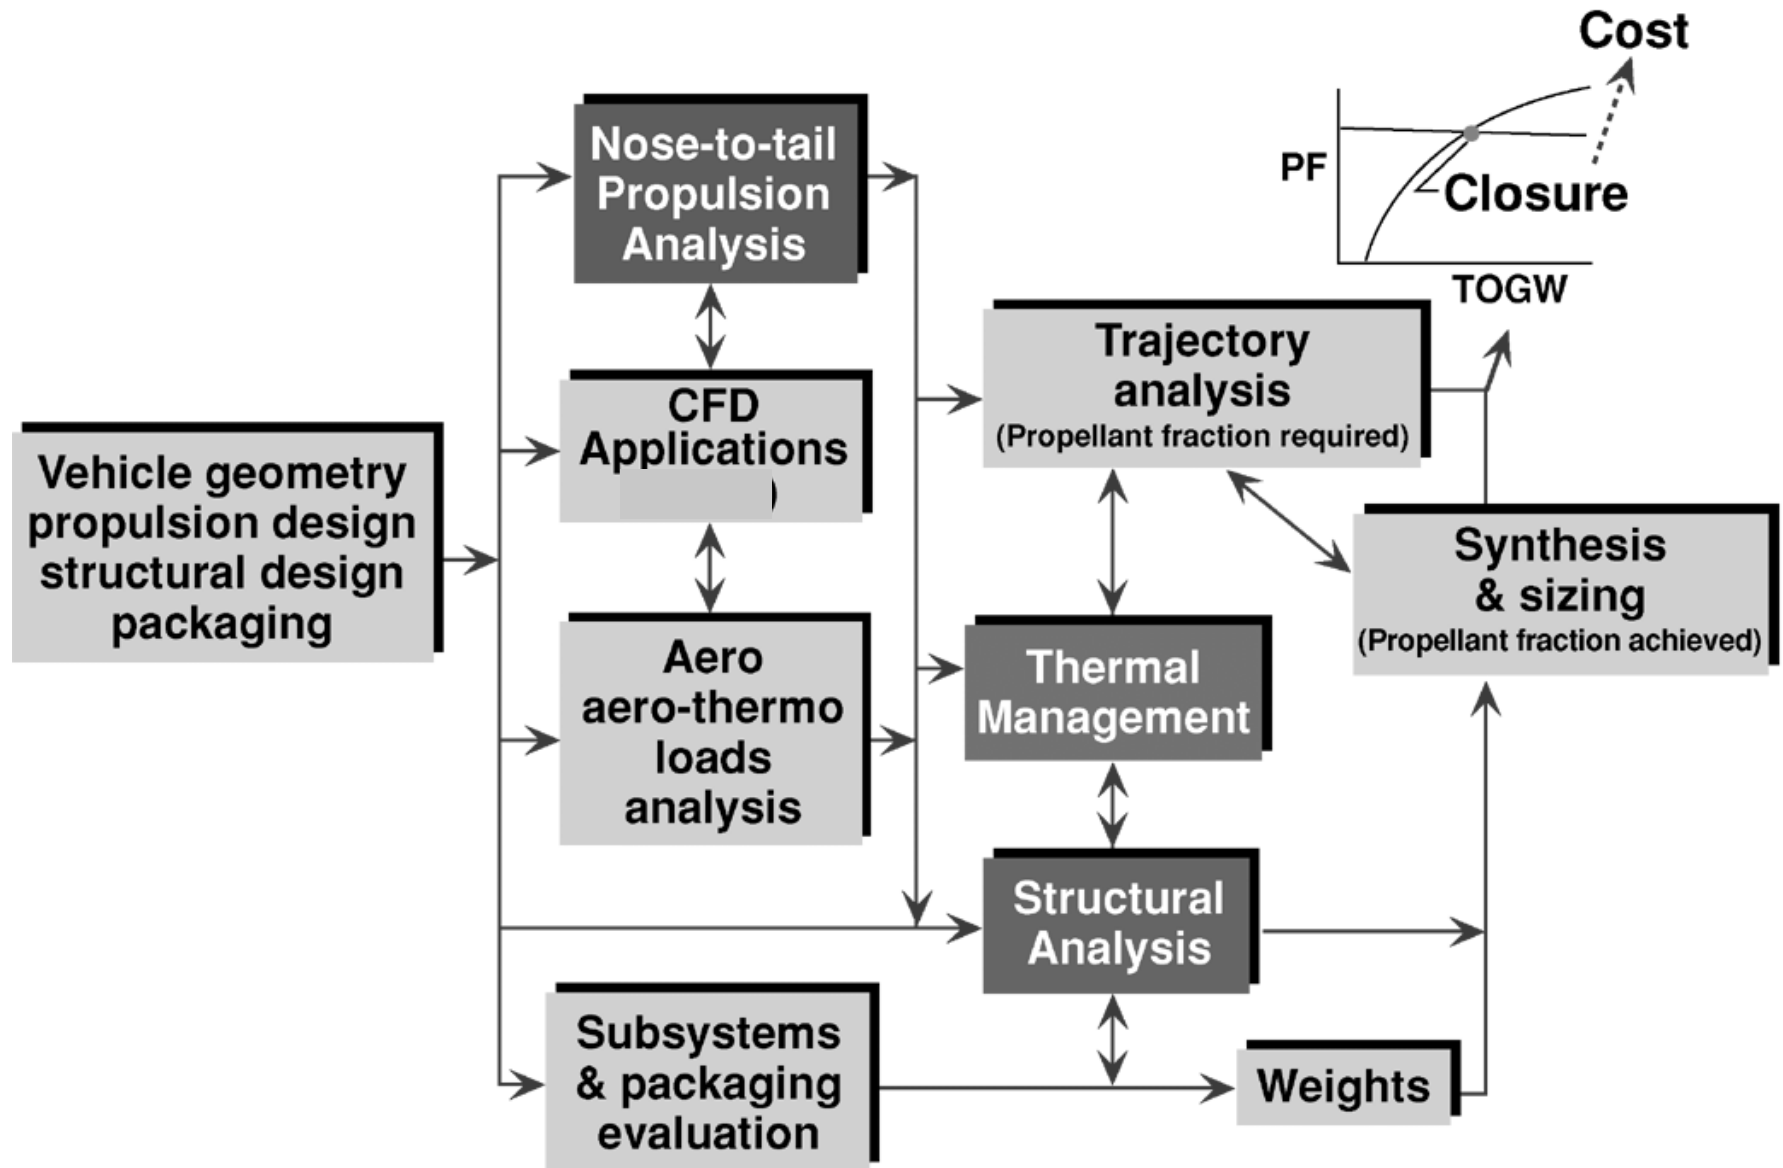 Cost
PF
Closure
TOGW
Nose-to-tail
Propulsion
Analysis
CFD
Applications
)
Vehicle geometry
propulsion design
structural design
packaging
Aero
aero-thermo
loads
analysis
Trajectory
analysis
(Propellant fraction required)
Synthesis
& sizing
(Propellant fraction achieved)
Thermal
Management
Structural
Analysis
Subsystems
& packaging
evaluation
Weights